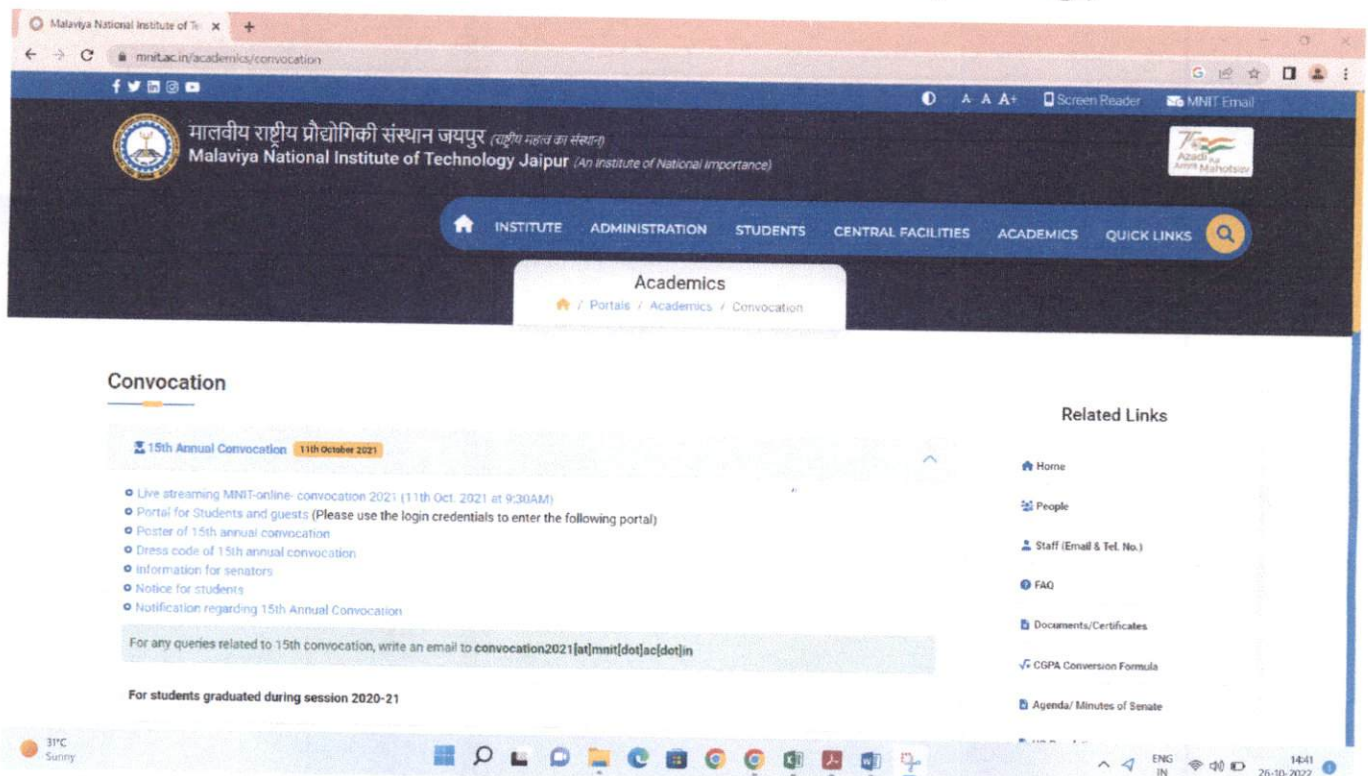 Malaviya National Institute of Te
mnit.ac.in/academics/convocation
A A A+ Screen Reader MNIT Email
मालवीय राष्ट्रीय प्रौद्योगिकी संस्थान जयपुर (राष्ट्रीय महत्व का संस्थान)
Malaviya National Institute of Technology Jaipur (An Institute of National Importance)
75
Azadi Ka
Amrit Mahotsav
INSTITUTE ADMINISTRATION STUDENTS CENTRAL FACILITIES ACADEMICS QUICK LINKS
Academics
/ Portals / Academics / Convocation
Convocation
15th Annual Convocation 11th October 2021
Live streaming MNIT-online- convocation 2021 (11th Oct. 2021 at 9:30AM)
Portal for Students and guests (Please use the login credentials to enter the following portal)
Poster of 15th annual convocation
Dress code of 15th annual convocation
Information for senators
Notice for students
Notification regarding 15th Annual Convocation
For any queries related to 15th convocation, write an email to convocation2021[at]mnit[dot]ac[dot]in
For students graduated during session 2020-21
Related Links
Home
People
Staff (Email & Tel. No.)
FAQ
Documents/Certificates
CGPA Conversion Formula
Agenda/ Minutes of Senate
31°C
Sunny
ENG
IN
14:41
26-10-2022